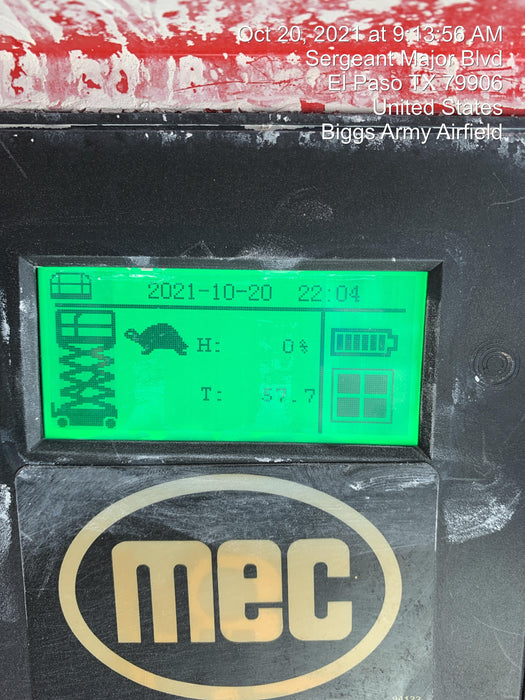 Oct 20, 2021 at 9:13:56 AM
Sergeant Major Blvd
El Paso TX 79906
United States
Biggs Army Airfield
2021-10-20 22:04
H: 0%
T: 57.7
mec